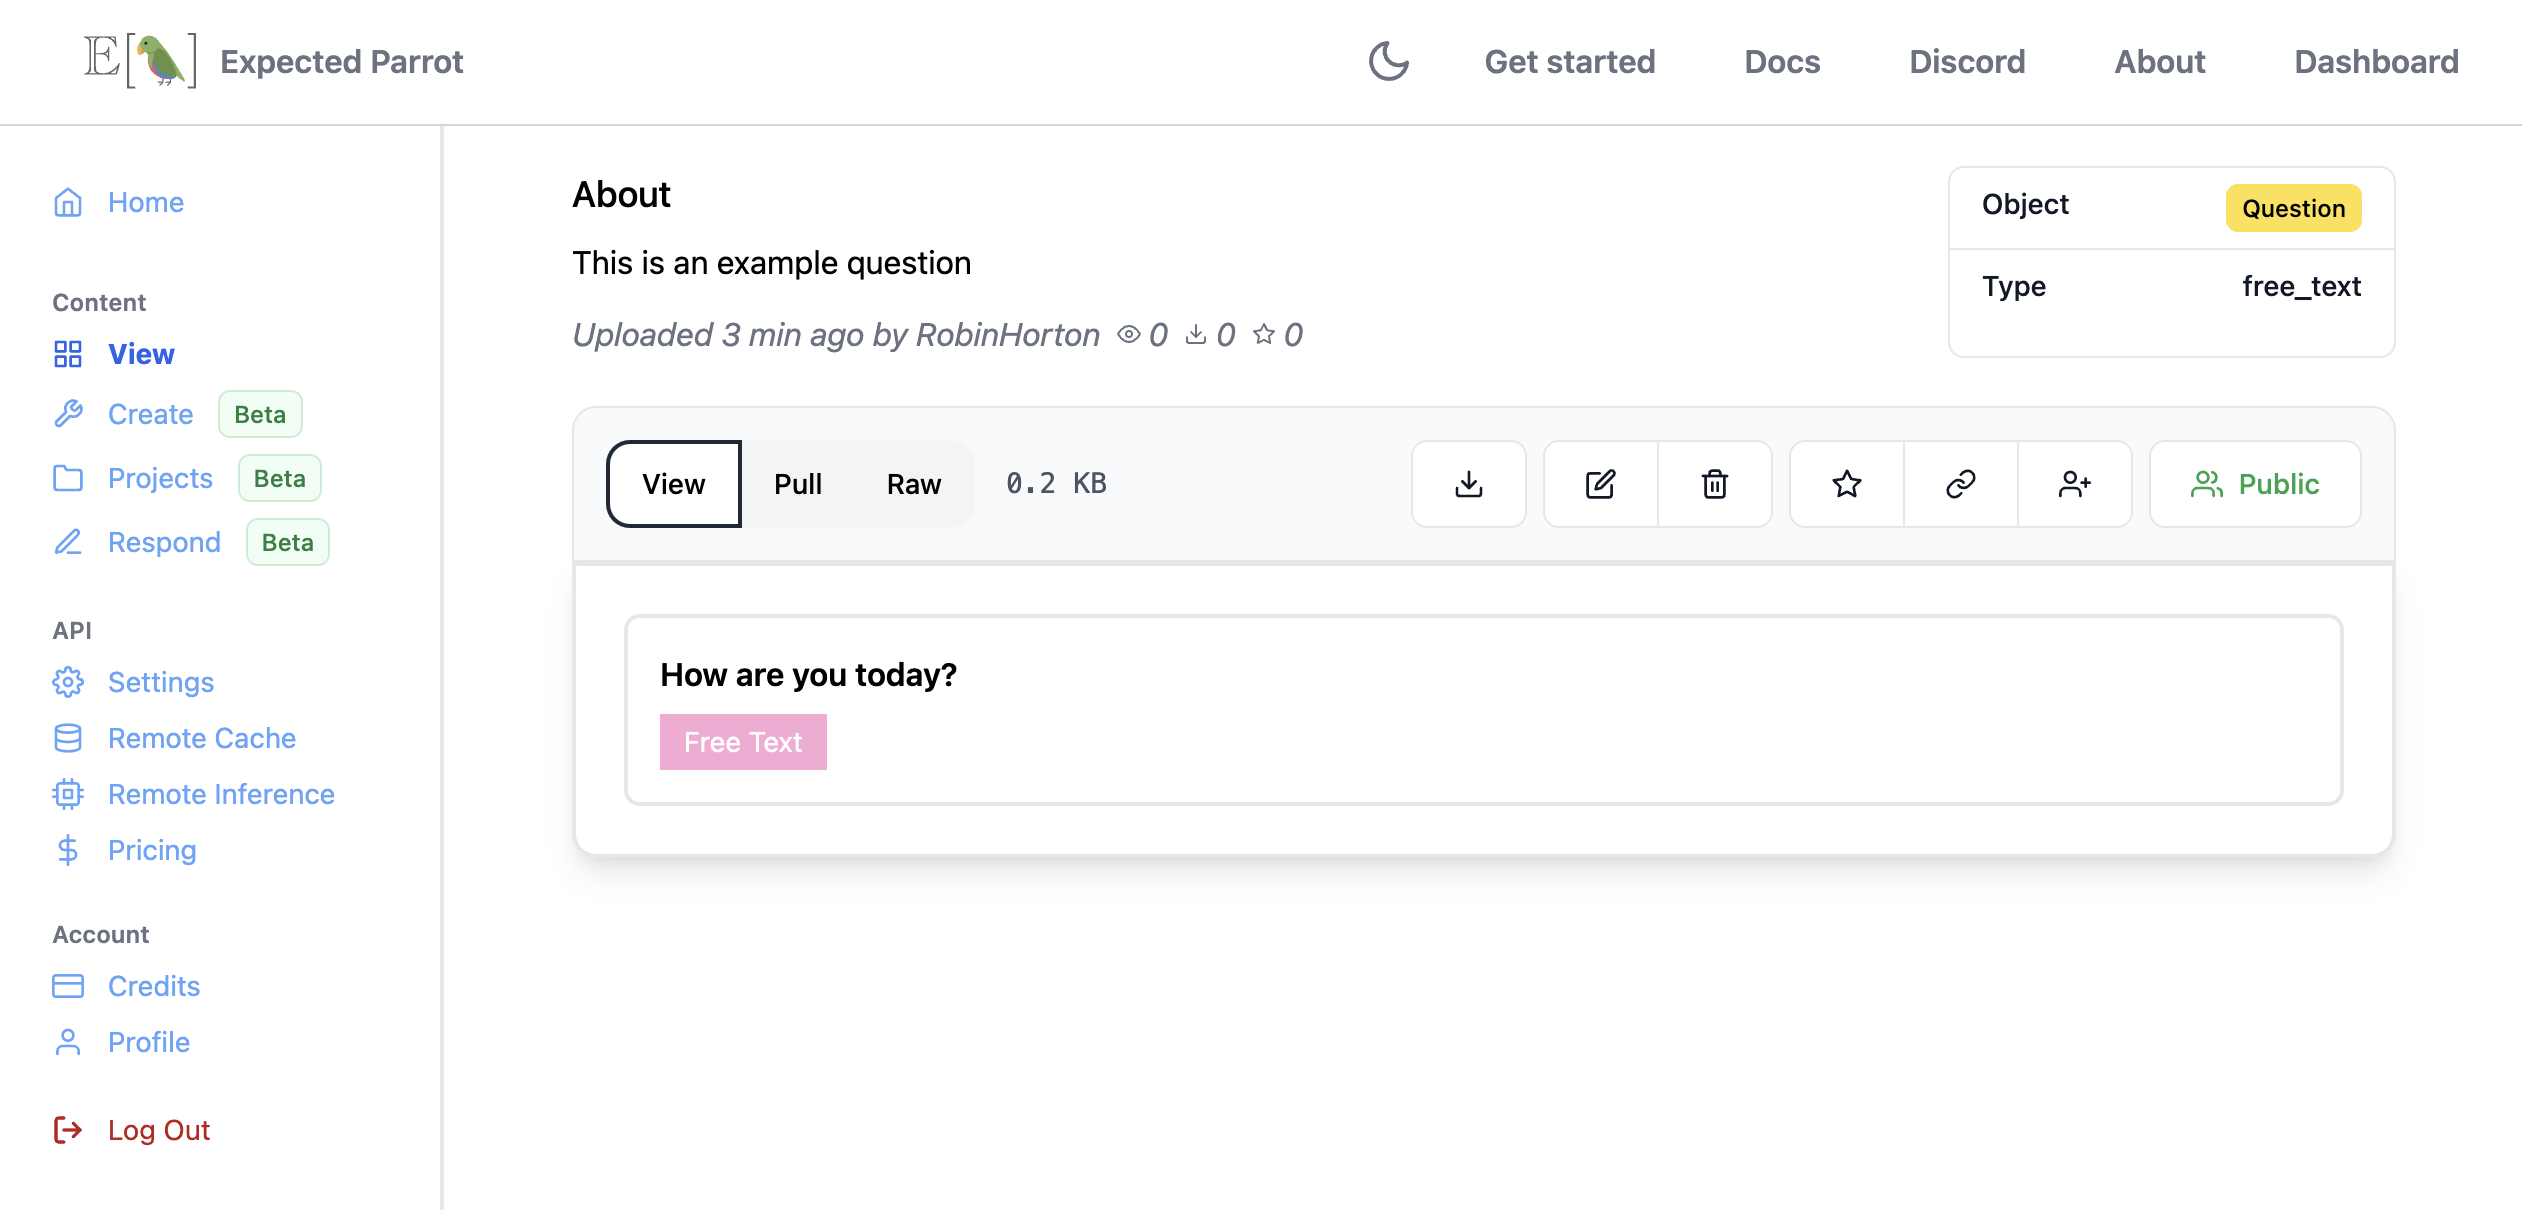 E[ ] Expected Parrot
Get started Docs Discord About Dashboard
Home
Content
View
Create Beta
Projects Beta
Respond Beta
API
Settings
Remote Cache
Remote Inference
Pricing
Account
Credits
Profile
Log Out
About
This is an example question
Uploaded 3 min ago by RobinHorton 0 0 0
Object Question
Type free_text
View Pull Raw 0.2 KB Public
How are you today?
Free Text